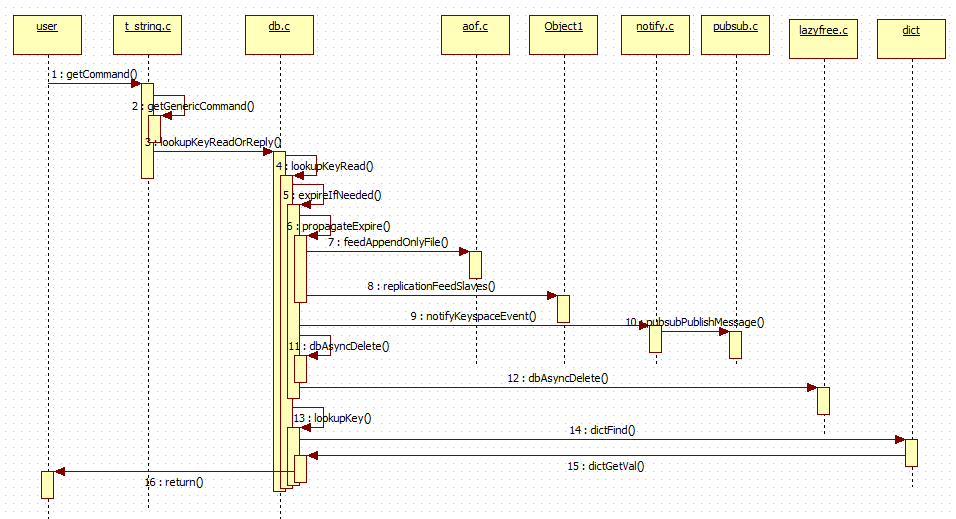 user
t_string.c
db.c
aof.c
Object1
notify.c
pubsub.c
lazyfree.c
dict
1 : getCommand()
2 : getGenericCommand()
3 : lookupKeyReadOrReply()
4 : lookupKeyRead()
5 : expireIfNeeded()
6 : propagateExpire()
7 : feedAppendOnlyFile()
8 : replicationFeedSlaves()
9 : notifyKeyspaceEvent()
10 : pubsubPublishMessage()
11 : dbAsyncDelete()
12 : dbAsyncDelete()
13 : lookupKey()
14 : dictFind()
15 : dictGetVal()
16 : return()